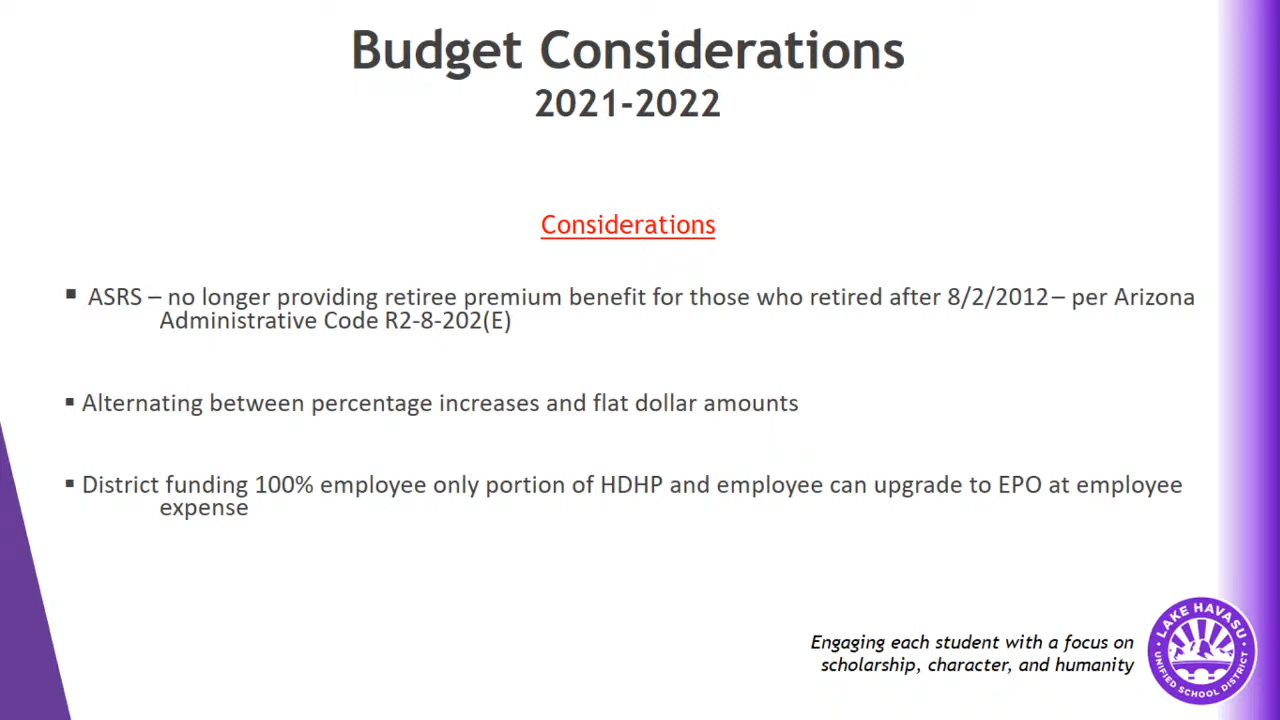 Budget Considerations
2021-2022
Considerations
▪ ASRS – no longer providing retiree premium benefit for those who retired after 8/2/2012 – per Arizona
Administrative Code R2-8-202(E)
▪ Alternating between percentage increases and flat dollar amounts
▪ District funding 100% employee only portion of HDHP and employee can upgrade to EPO at employee
expense
Engaging each student with a focus on
scholarship, character, and humanity
LAKE HAVASU
UNIFIED SCHOOL DISTRICT